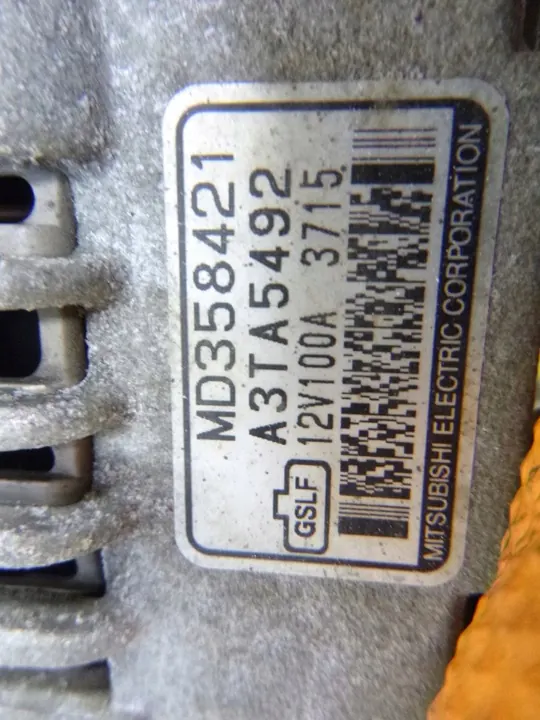 MD358421
A3TA5492
12V100A 3715
GSLF
MITSUBISHI ELECTRIC CORPORATION